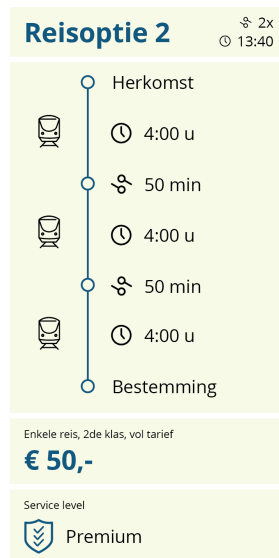 Reisoptie 2
2x
13:40
Herkomst
4:00 u
50 min
4:00 u
50 min
4:00 u
Bestemming
Enkele reis, 2de klas, vol tarief
€ 50,-
Service level
Premium